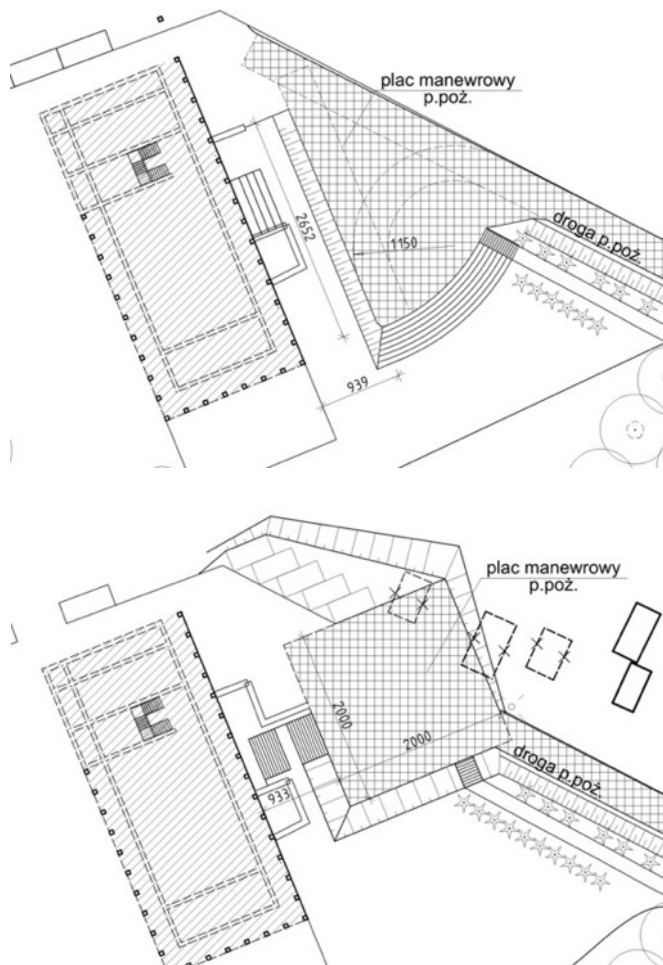 plac manewrowy
p.poż.
droga p.poż.
2652
1150
939
plac manewrowy
p.poż.
2000
2000
933
droga p.poż.